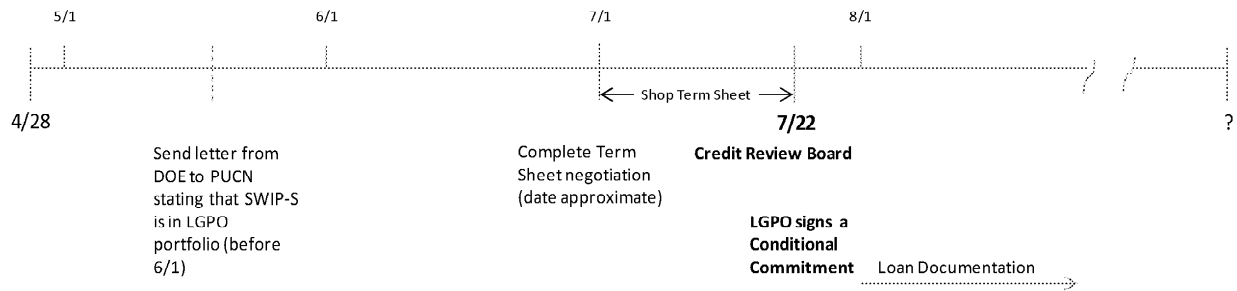 5/1
6/1
7/1
8/1
Shop Term Sheet
4/28
7/22
?
Send letter from
DOE to PUCN
stating that SWIP-S
is in LGPO
portfolio (before
6/1)
Complete Term
Sheet negotiation
(date approximate)
Credit Review Board
LGPO signs a
Conditional
Commitment
Loan Documentation